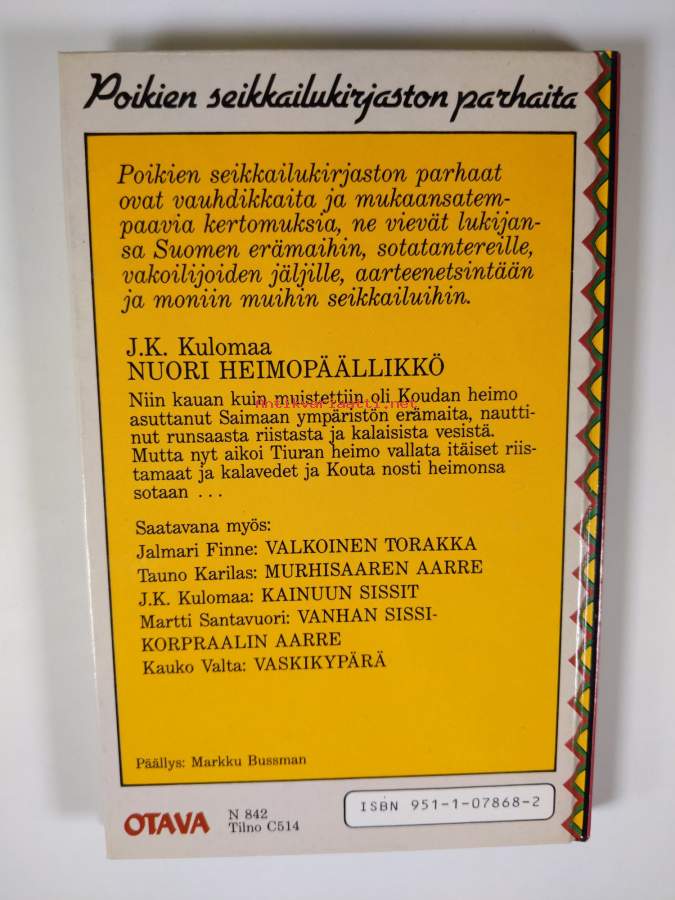 Poikien seikkailukirjaston parhaita
Poikien seikkailukirjaston parhaat
ovat vauhdikkaita ja mukaansatem-
paavia kertomuksia, ne vievät lukijan-
sa Suomen erämaihin, sotatantereille,
vakoilijoiden jäljille, aarteenetsintään
ja moniin muihin seikkailuihin.
J.K. Kulomaa
NUORI HEIMOPÄÄLLIKKÖ
Niin kauan kuin muistettiin oli Koudan heimo
Antikvariaatti.net
asuttanut Saimaan ympäristön erämaita, nautti-
nut runsaasta riistasta ja kalaisista vesistä.
Mutta nyt aikoi Tiuran heimo vallata itäiset riis-
tamaat ja kalavedet ja Kouta nosti heimonsa
sotaan ...
Saatavana myös:
Jalmari Finne: VALKOINEN TORAKKA
Tauno Karilas: MURHISAAREN AARRE
J.K. Kulomaa: KAINUUN SISSIT
Martti Santavuori: VANHAN SISSI-
KORPRAALIN AARRE
Kauko Valta: VASKIKYPÄRÄ
Päällys: Markku Bussman
OTAVA
N 842
Tilno C514
ISBN 951-1-07868-2